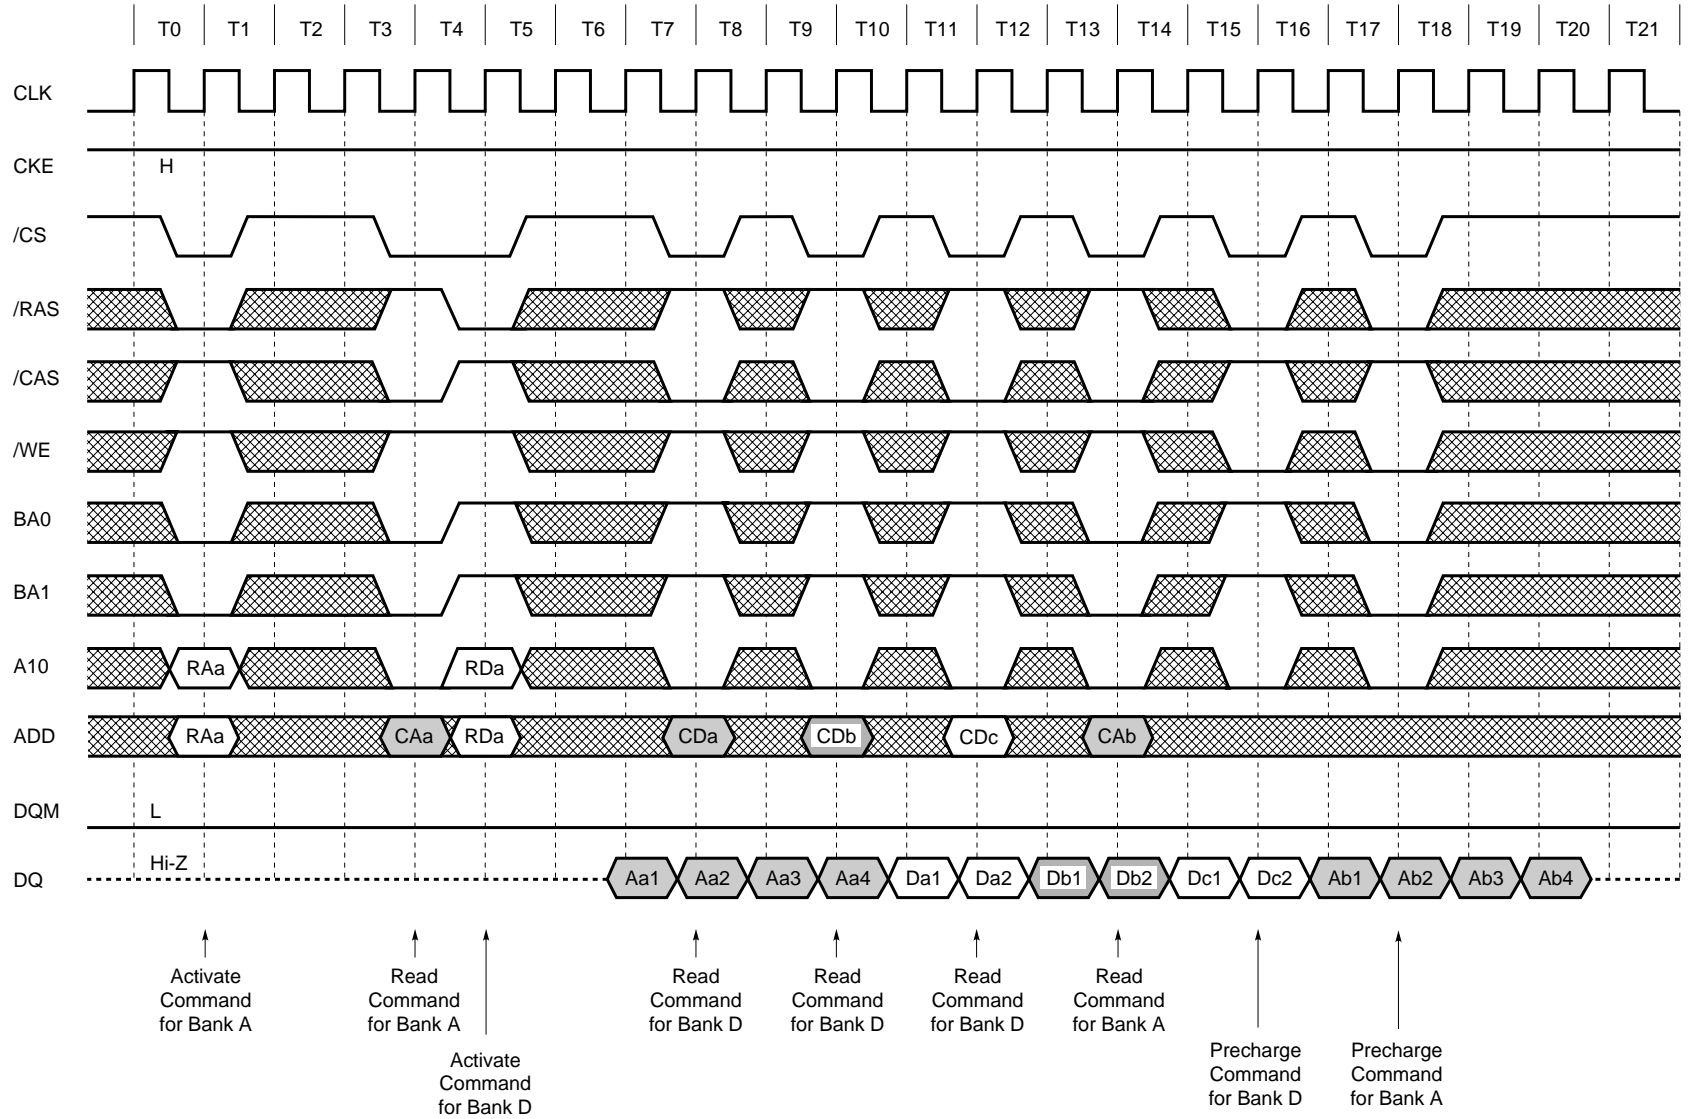 T0 T1 T2 T3 T4 T5 T6 T7 T8 T9 T10 T11 T12 T13 T14 T15 T16 T17 T18 T19 T20 T21
CLK
CKE H
/CS
/RAS
/CAS
/WE
BA0
BA1
A10 RAa RDa
ADD RAa CAa RDa CDa CDb CDc CAb
DQM L
Hi-Z
DQ Aa1 Aa2 Aa3 Aa4 Da1 Da2 Db1 Db2 Dc1 Dc2 Ab1 Ab2 Ab3 Ab4
Activate
Command
for Bank A
Read
Command
for Bank A
Activate
Command
for Bank D
Read
Command
for Bank D
Read
Command
for Bank D
Read
Command
for Bank D
Read
Command
for Bank A
Precharge
Command
for Bank D
Precharge
Command
for Bank A